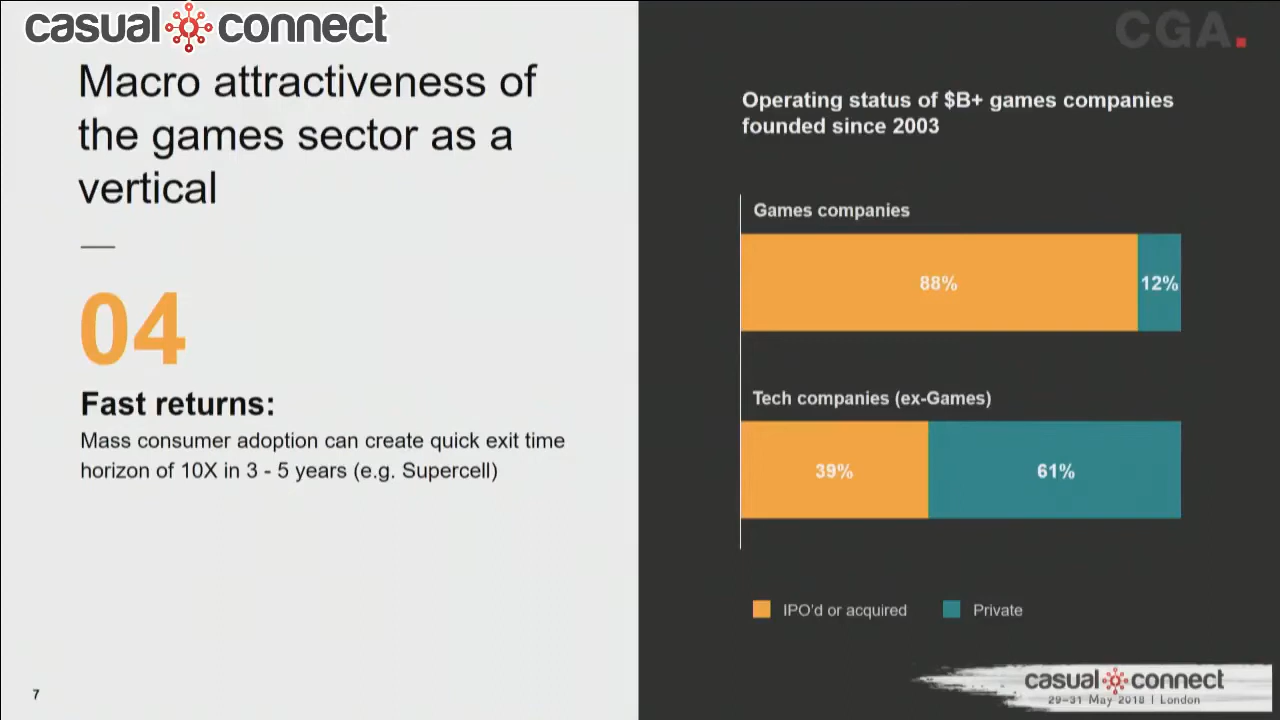 casual connect
CGA.
Macro attractiveness of
the games sector as a
vertical
04
Fast returns:
Mass consumer adoption can create quick exit time
horizon of 10X in 3 - 5 years (e.g. Supercell)
7
Operating status of $B+ games companies
founded since 2003
Games companies
88%
12%
Tech companies (ex-Games)
39%
61%
IPO'd or acquired
Private
casual connect
29-31 May 2018 | London